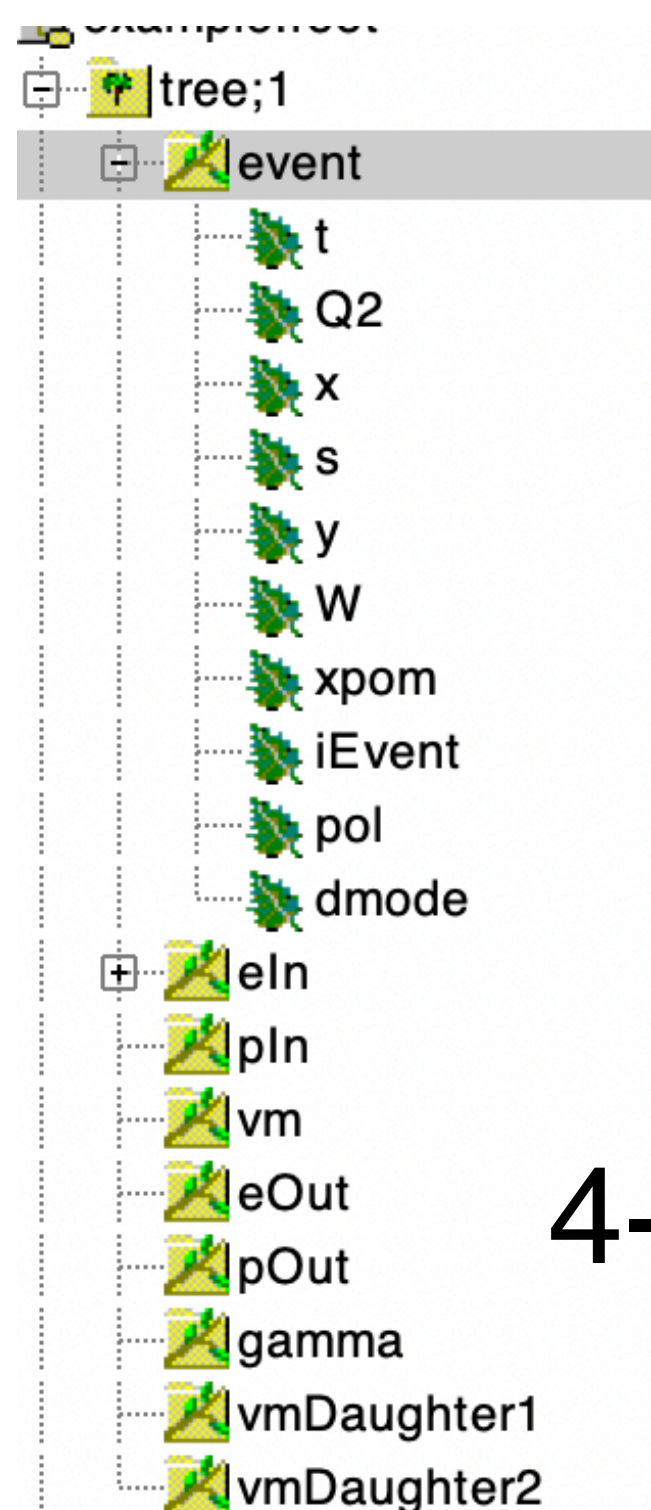 tree;1
event
t
Q2
x
s
y
W
xpom
iEvent
pol
dmode
eIn
pIn
vm
eOut
4-
pOut
gamma
vmDaughter1
vmDaughter2